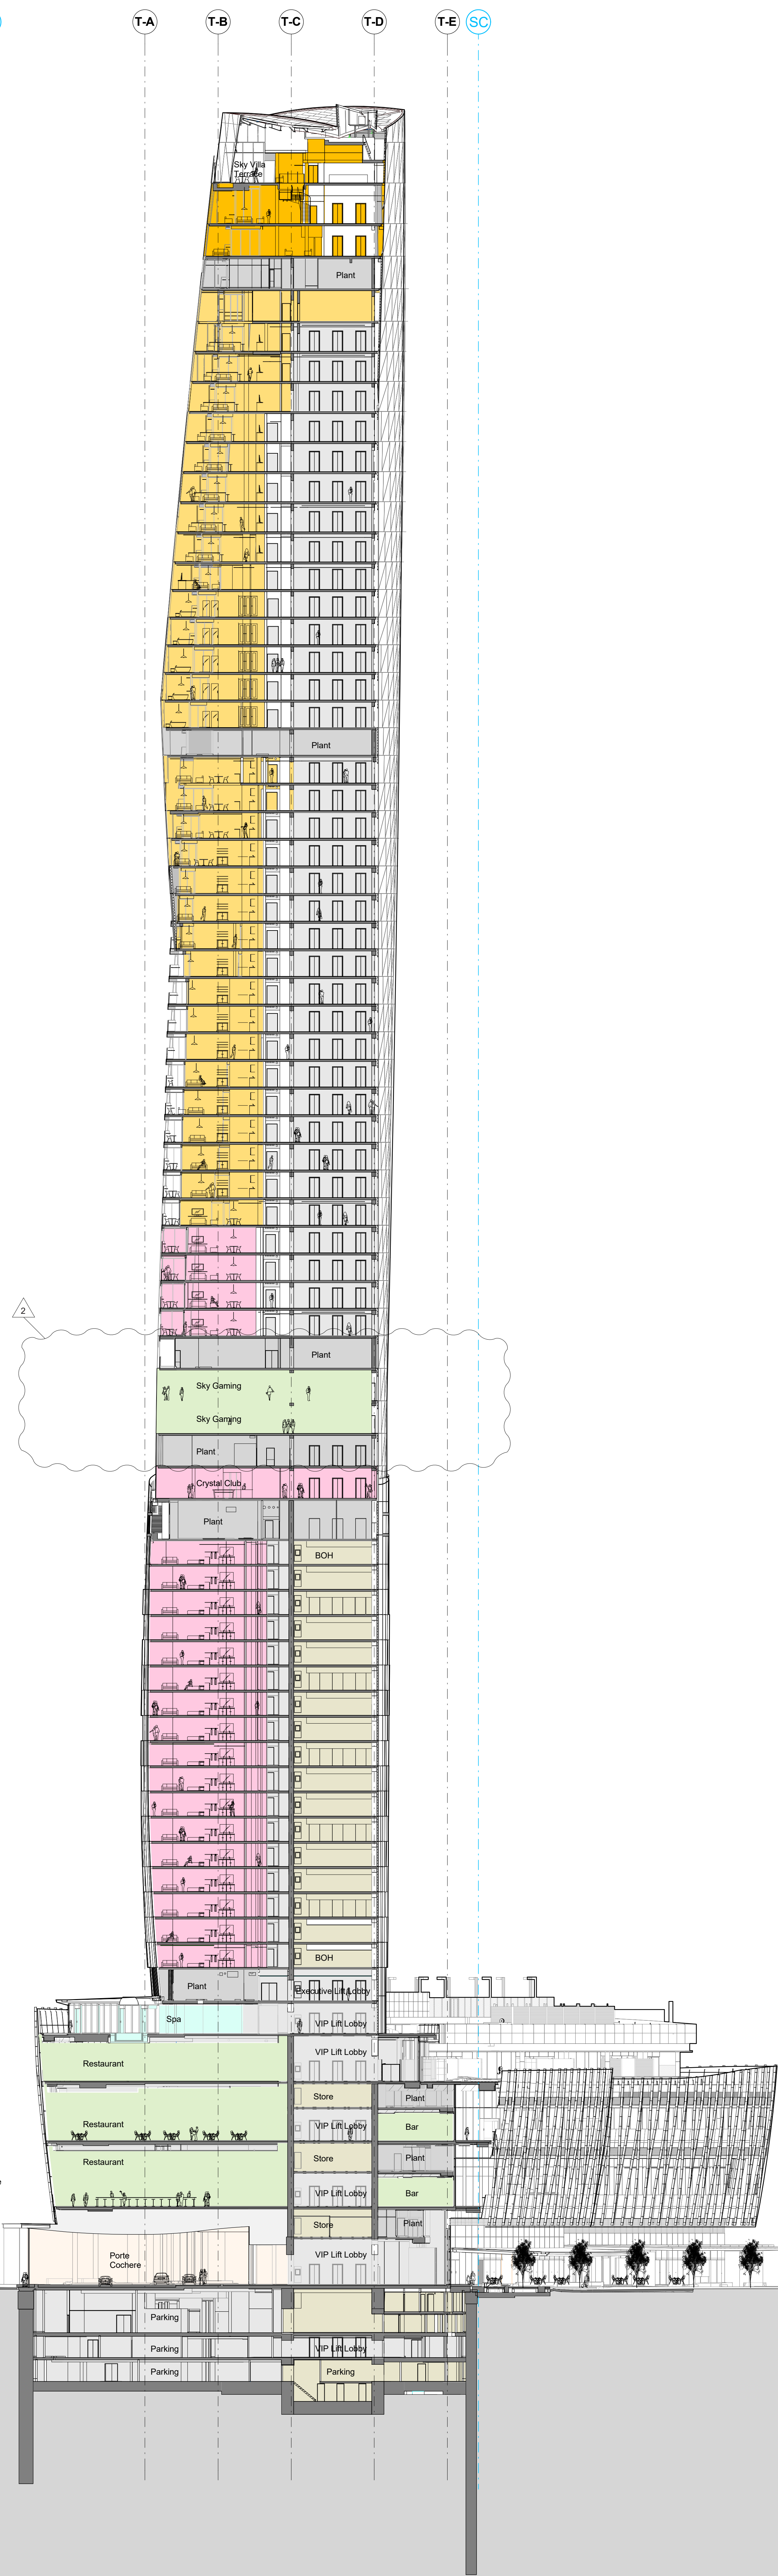 T-A T-B T-C T-D T-E SC
Sky Villa
Terrace
Plant
Plant
2
Plant
Sky Gaming
Sky Gaming
Plant
Crystal Club
Plant
BOH
BOH
Plant
Executive Lift Lobby
Spa
VIP Lift Lobby
VIP Lift Lobby
Restaurant
Store
Plant
Restaurant
VIP Lift Lobby
Bar
Restaurant
Store
Plant
VIP Lift Lobby
Bar
Store
Plant
Porte
Cochere
VIP Lift Lobby
Parking
Parking
VIP Lift Lobby
Parking
Parking